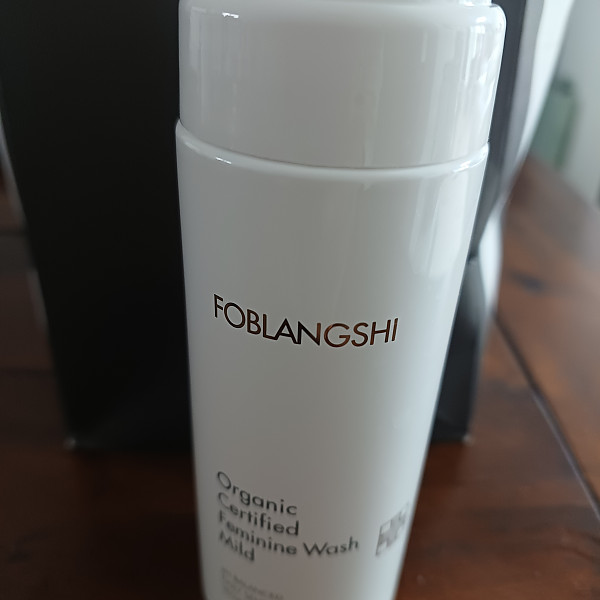 FOBLANGSHI
Organic
Certified
Feminine Wash
Mild